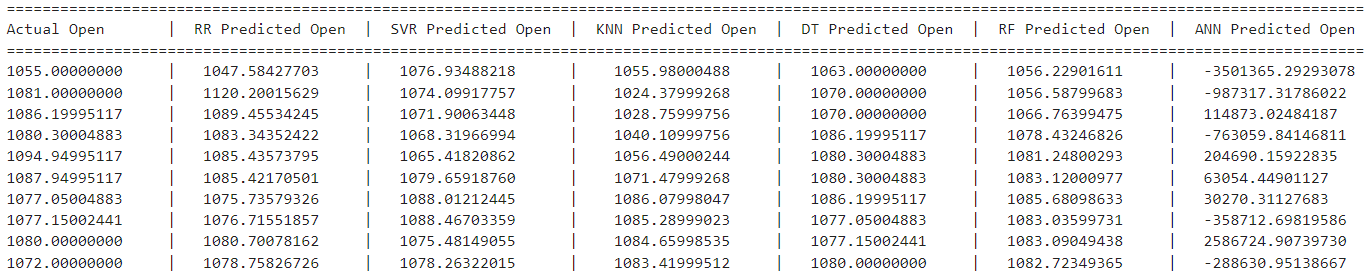 Actual Open | RR Predicted Open | SVR Predicted Open | KNN Predicted Open | DT Predicted Open | RF Predicted Open | ANN Predicted Open
1055.00000000 | 1047.58427703 | 1076.93488218 | 1055.98000488 | 1063.00000000 | 1056.22901611 | -3501365.29293078
1081.00000000 | 1120.20015629 | 1074.09917757 | 1024.37999268 | 1070.00000000 | 1056.58799683 | -987317.31786022
1086.19995117 | 1089.45534245 | 1071.90063448 | 1028.75999756 | 1070.00000000 | 1066.76399475 | 114873.02484187
1080.30004883 | 1083.34352422 | 1068.31966994 | 1040.10999756 | 1086.19995117 | 1078.43246826 | -763059.84146811
1094.94995117 | 1085.43573795 | 1065.41820862 | 1056.49000244 | 1080.30004883 | 1081.24800293 | 204690.15922835
1087.94995117 | 1085.42170501 | 1079.65918760 | 1071.47999268 | 1080.30004883 | 1083.12000977 | 63054.44901127
1077.05004883 | 1075.73579326 | 1088.01212445 | 1086.07998047 | 1086.19995117 | 1085.68098633 | 30270.31127683
1077.15002441 | 1076.71551857 | 1088.46703359 | 1085.28999023 | 1077.05004883 | 1083.03599731 | -358712.69819586
1080.00000000 | 1080.70078162 | 1075.48149055 | 1084.65998535 | 1077.15002441 | 1083.09049438 | 2586724.90739730
1072.00000000 | 1078.75826726 | 1078.26322015 | 1083.41999512 | 1080.00000000 | 1082.72349365 | -288630.95138667